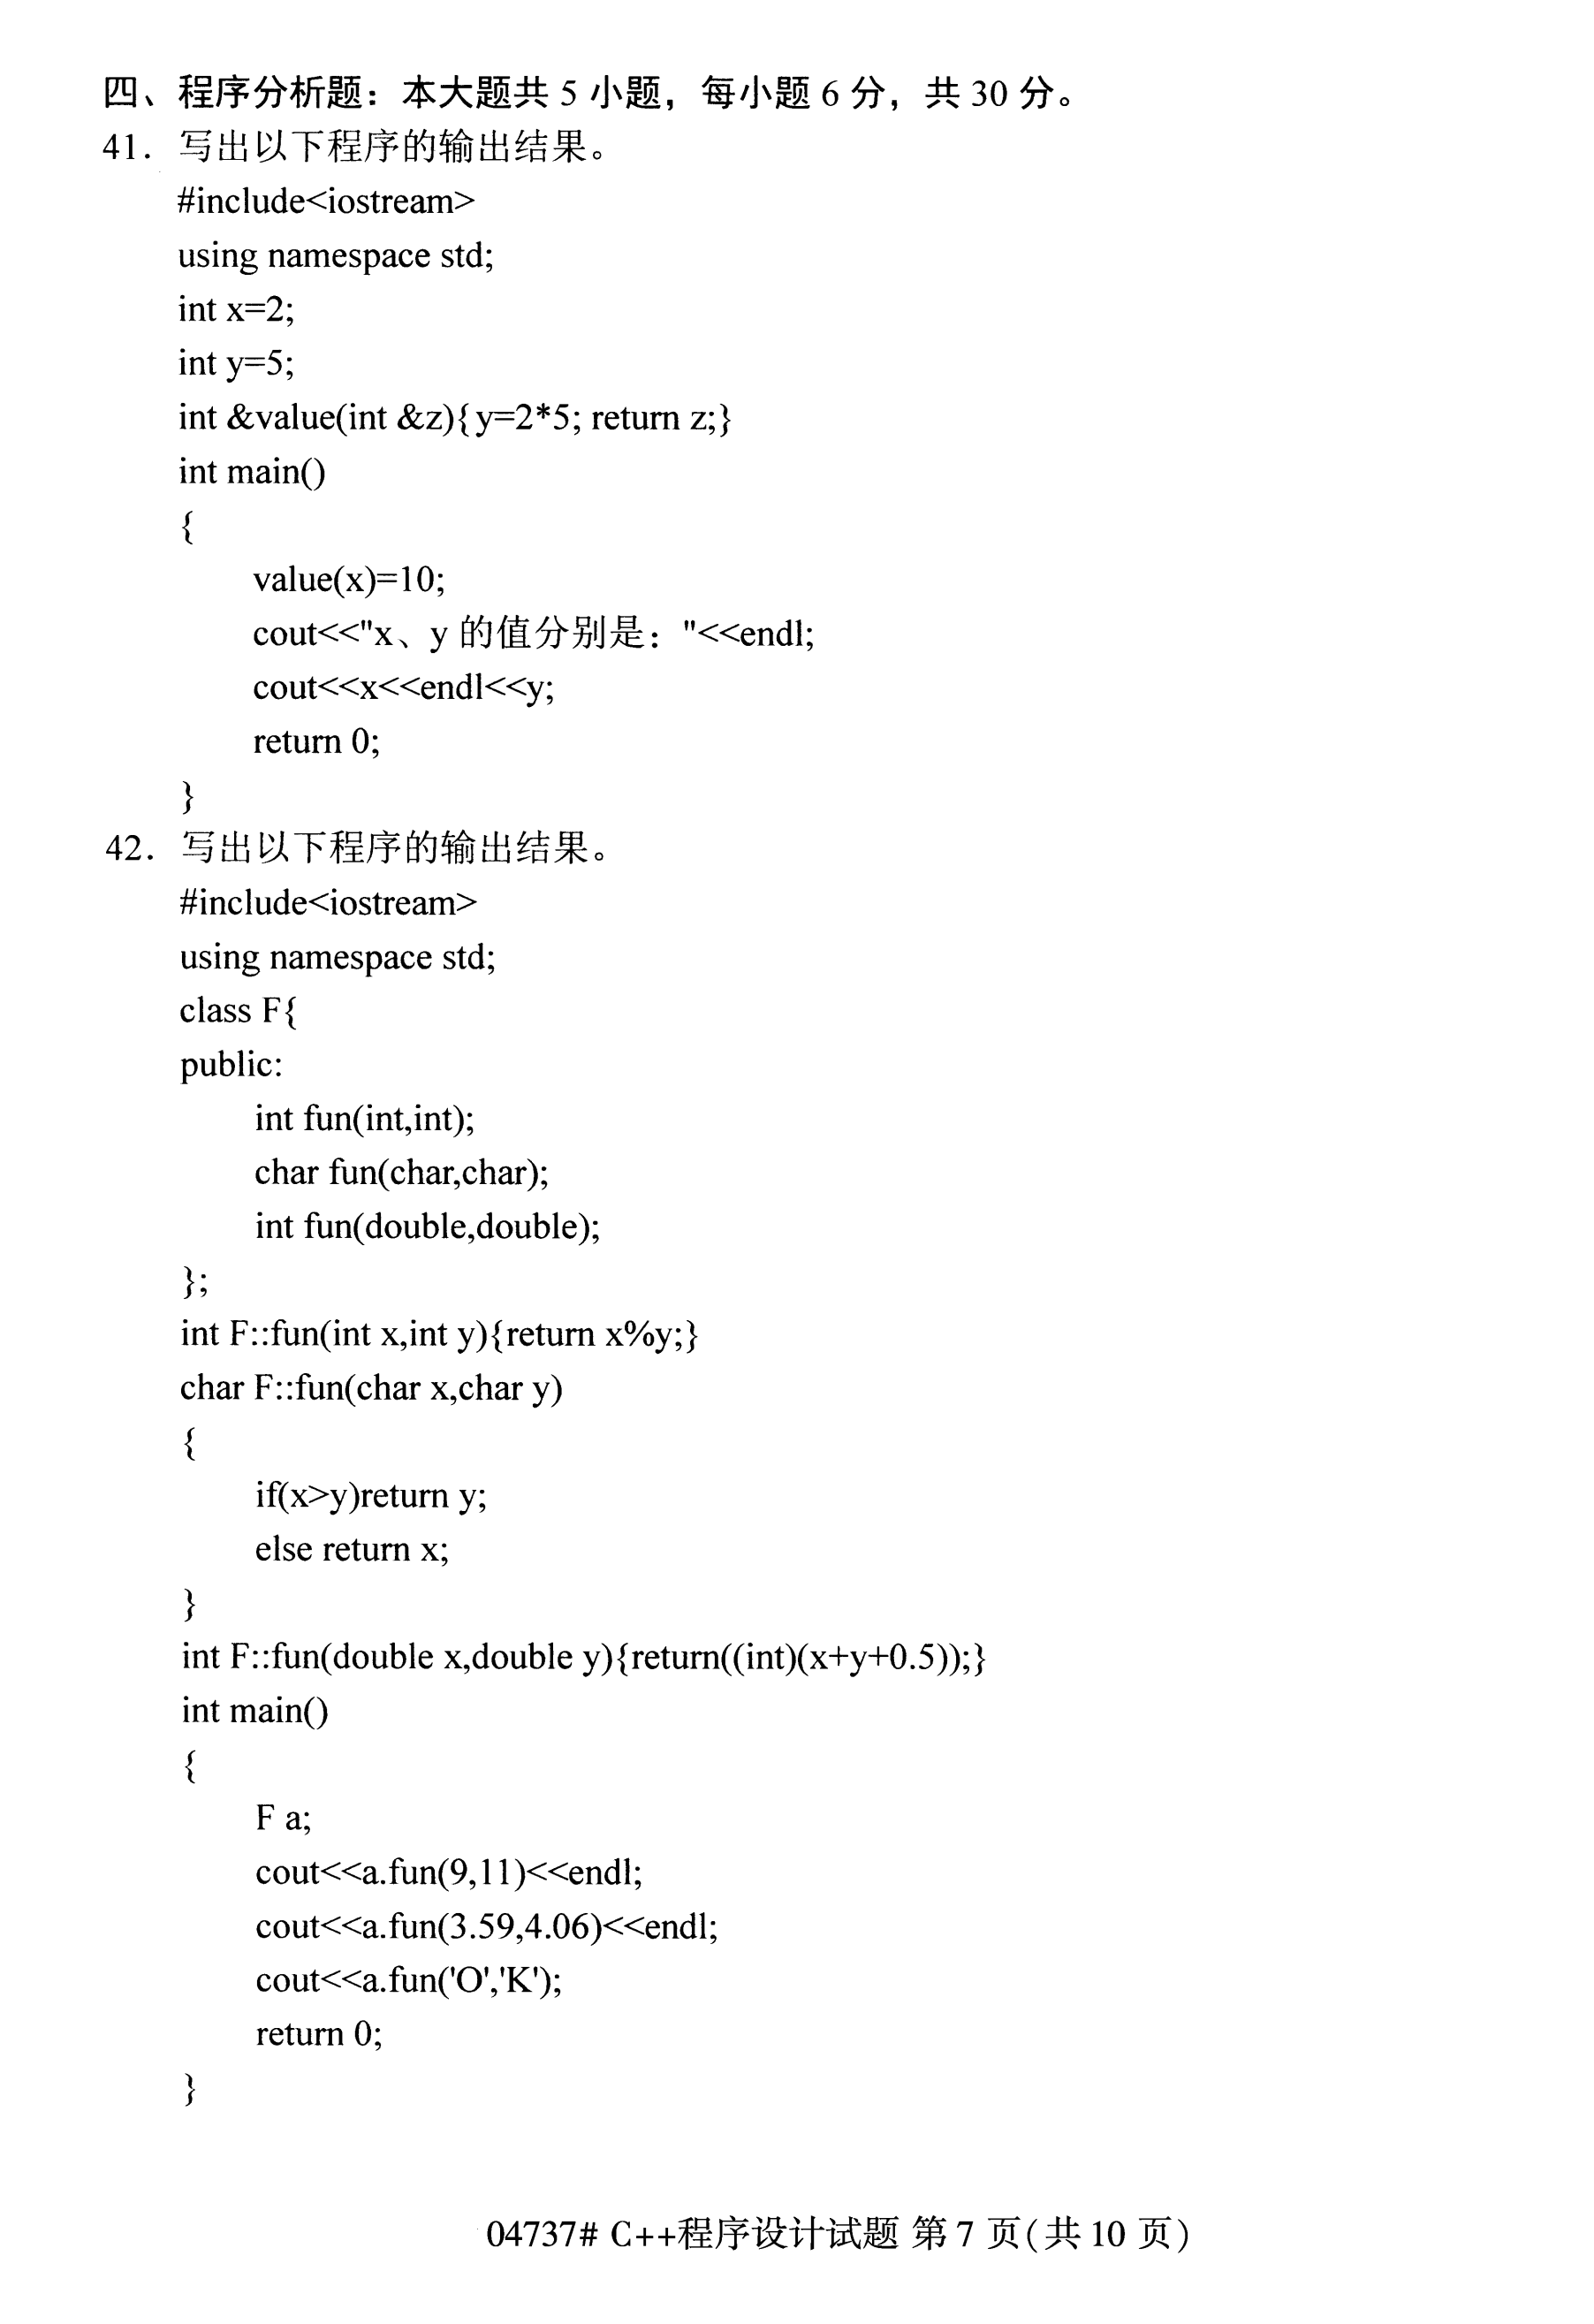 四、程序分析题：本大题共 5 小题，每小题 6 分，共 30 分。
41．写出以下程序的输出结果。
#include<iostream>
using namespace std;
int x=2;
int y=5;
int &value(int &z){y=2*5; return z;}
int main()
{
value(x)=10;
cout<<"x、y 的值分别是："<<endl;
cout<<x<<endl<<y;
return 0;
}
42．写出以下程序的输出结果。
#include<iostream>
using namespace std;
class F{
public:
int fun(int,int);
char fun(char,char);
int fun(double,double);
};
int F::fun(int x,int y){return x%y;}
char F::fun(char x,char y)
{
if(x>y)return y;
else return x;
}
int F::fun(double x,double y){return((int)(x+y+0.5));}
int main()
{
F a;
cout<<a.fun(9,11)<<endl;
cout<<a.fun(3.59,4.06)<<endl;
cout<<a.fun('O','K');
return 0;
}
04737# C++程序设计试题 第 7 页(共 10 页)